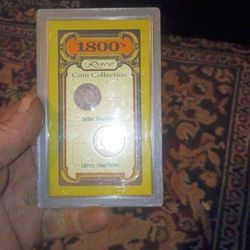 1800's
Rare
Coin Collection
Indian Head Cent
Liberty Head Nickel